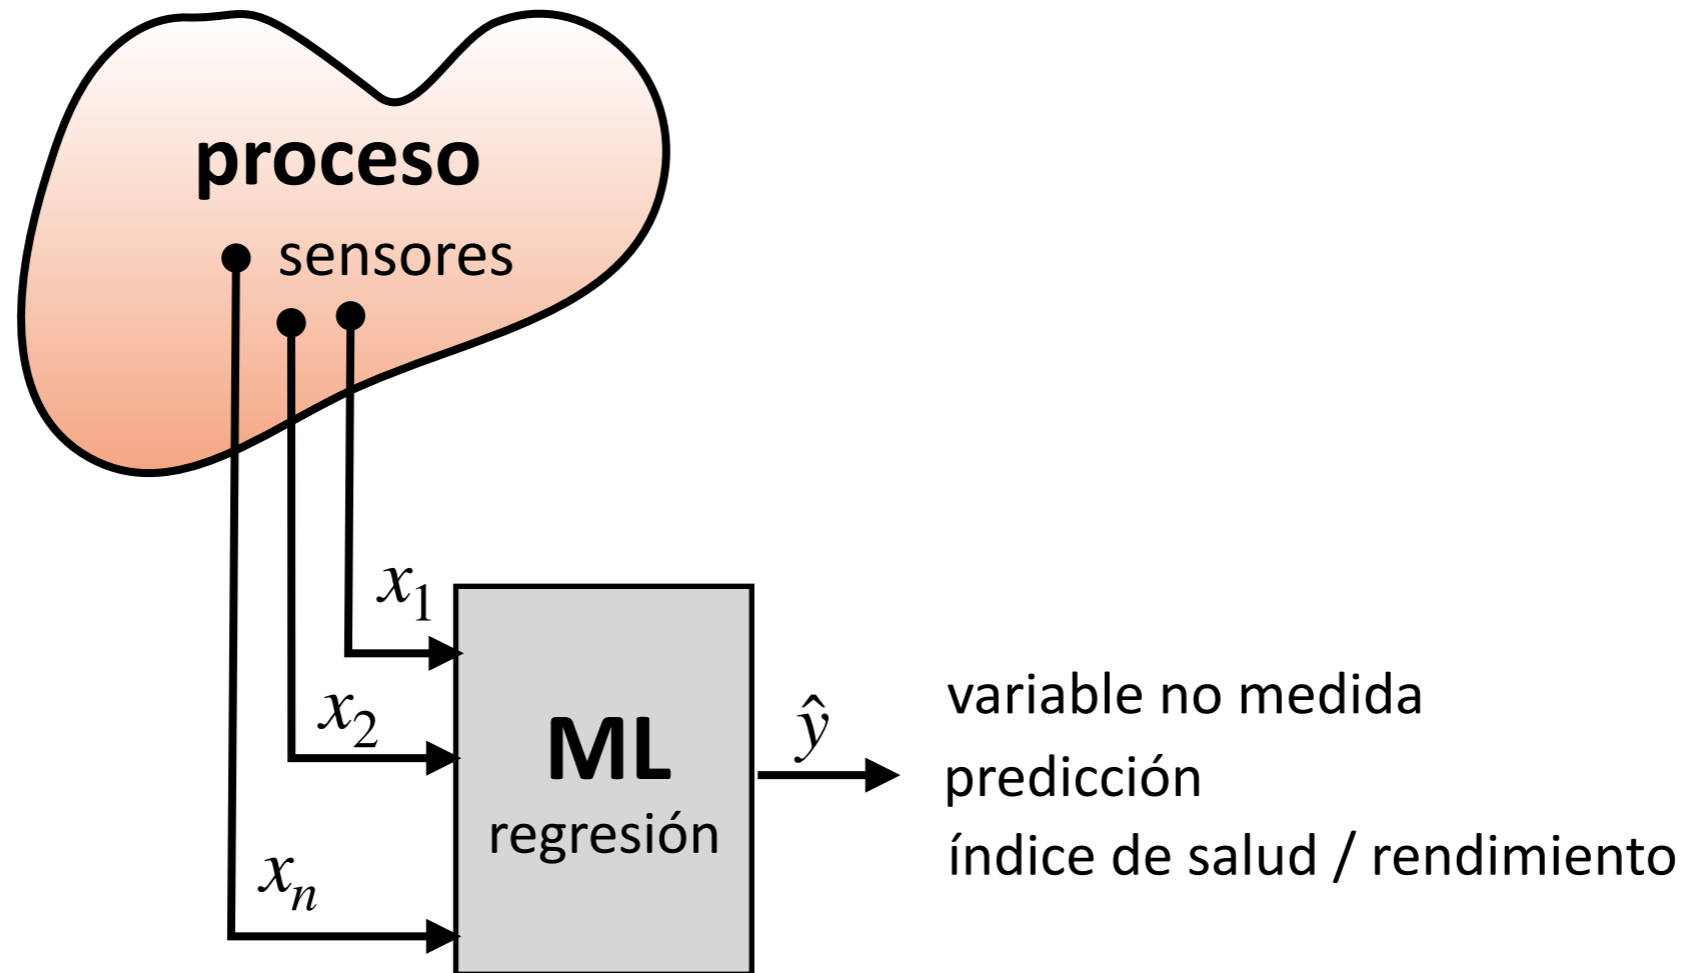 proceso
sensores
x₁
x₂
xₙ
ML
regresión
ŷ
variable no medida
predicción
índice de salud / rendimiento